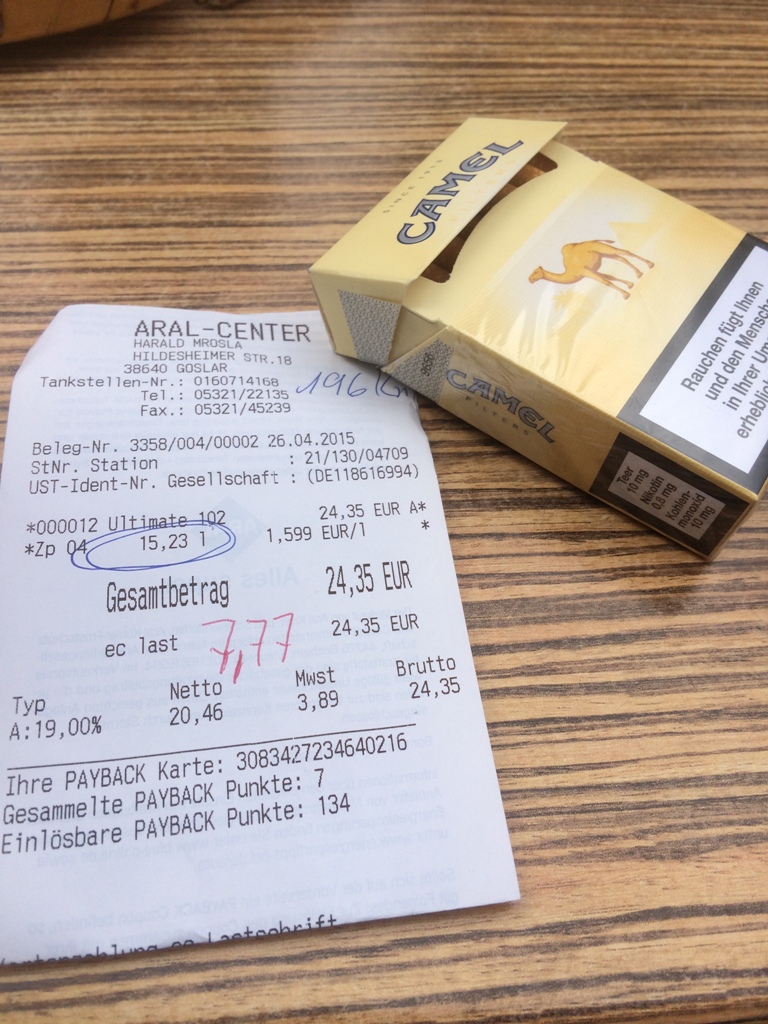 ARAL-CENTER
HARALD MROSLA
HILDESHEIMER STR.18
38640 GOSLAR
Tankstellen-Nr.: 0160714168
Tel.: 05321/22135
Fax.: 05321/45239
196
Beleg-Nr. 3358/004/00002 26.04.2015
StNr. Station : 21/130/04709
UST-Ident-Nr. Gesellschaft : (DE118616994)
*000012 Ultimate 102 24,35 EUR A*
*Zp 04 15,23 l 1,599 EUR/l *
Gesamtbetrag 24,35 EUR
ec last 24,35 EUR
7,77
Typ Netto Mwst Brutto
A:19,00% 20,46 3,89 24,35
Ihre PAYBACK Karte: 3083427234640216
Gesammelte PAYBACK Punkte: 7
Einlösbare PAYBACK Punkte: 134
CAMEL
SINCE 1913
CAMEL
FILTERS
Rauchen fügt Ihnen
und den Mensch
in Ihrer Um
erheblic
Teer
10 mg
Nikotin
0,8 mg
Kohlen-
monoxid
10 mg